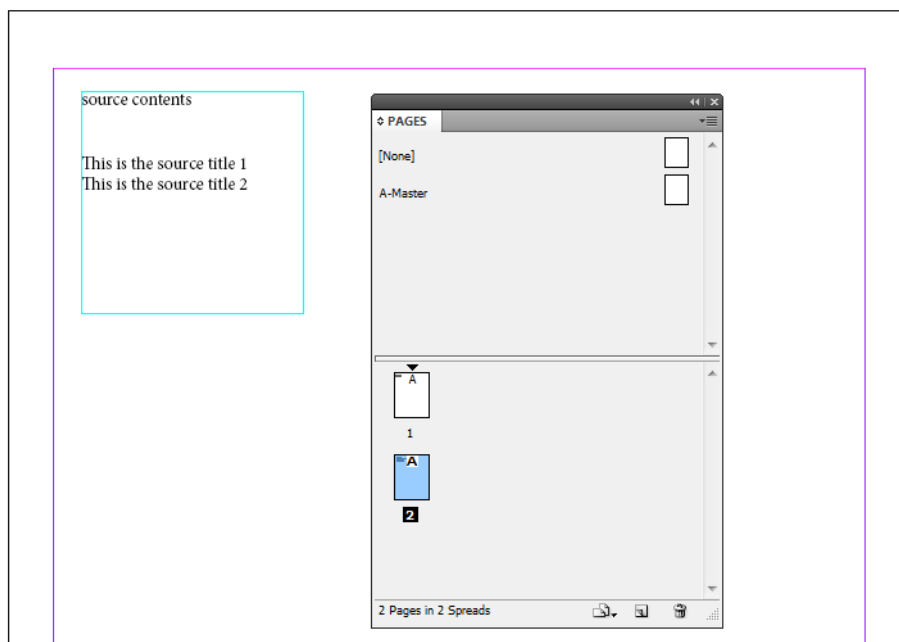 source contents
This is the source title 1
This is the source title 2
PAGES
[None]
A-Master
A
1
A
2
2 Pages in 2 Spreads